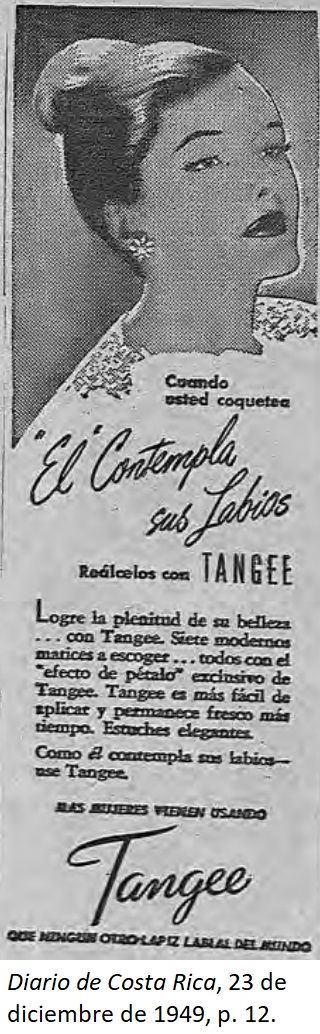 Cuando
usted coquetea
"El" Contempla
sus Labios
Reálcelos con TANGEE
Logre la plenitud de su belleza
... con Tangee. Siete modernos
matices a escoger... todos con el
"efecto de pétalo" exclusivo de
Tangee. Tangee es más fácil de
aplicar y permanece fresco más
tiempo. Estuches elegantes.
Como él contempla sus labios—
use Tangee.
MAS MUJERES VIENEN USANDO
Tangee
QUE NINGUN OTRO LAPIZ LABIAL DEL MUNDO
Diario de Costa Rica, 23 de
diciembre de 1949, p. 12.